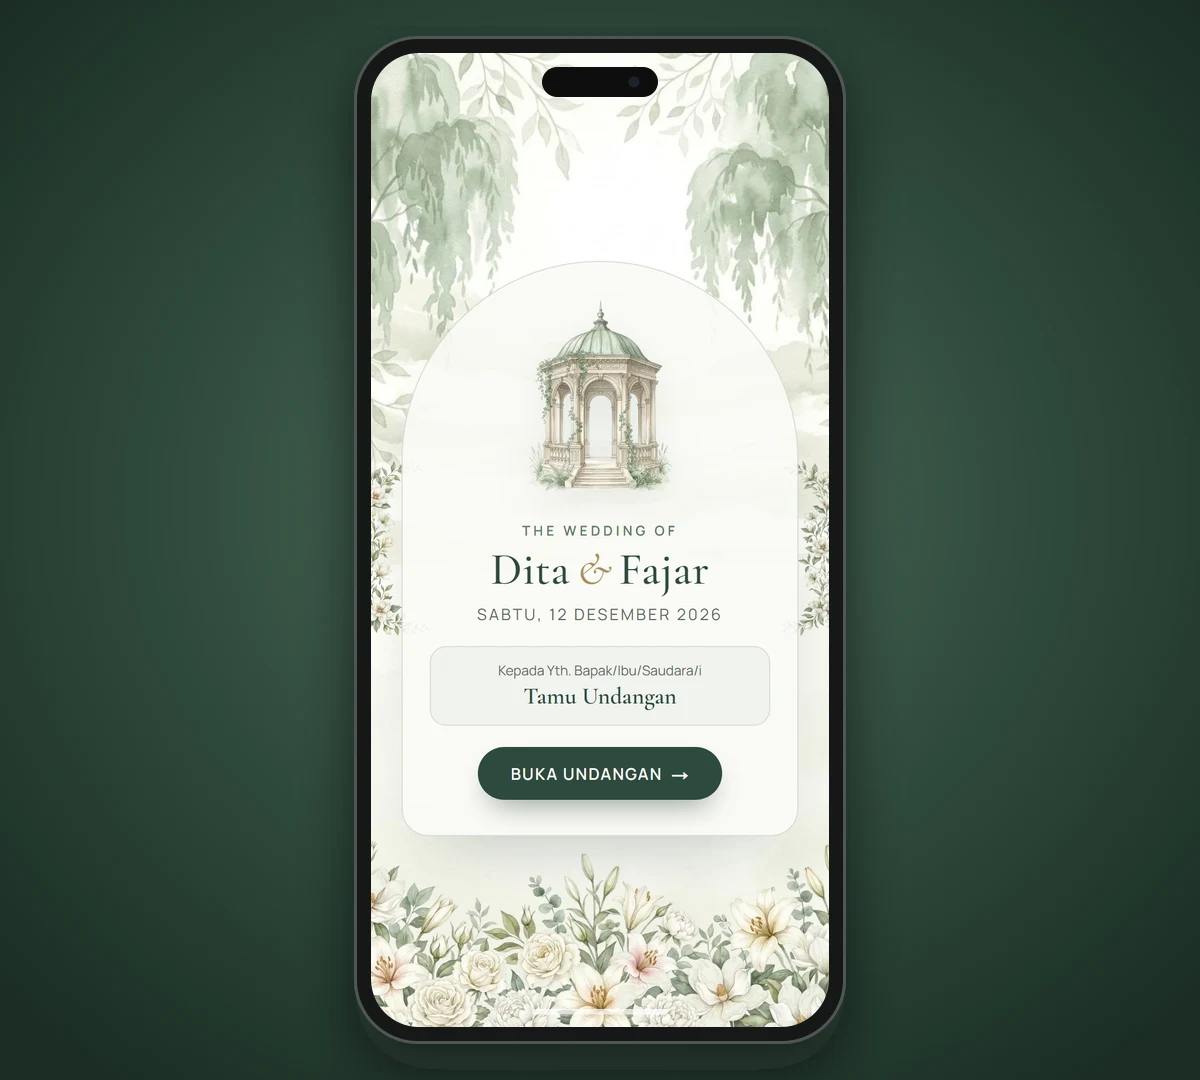 THE WEDDING OF
Dita & Fajar
SABTU, 12 DESEMBER 2026
Kepada Yth. Bapak/Ibu/Saudara/i
Tamu Undangan
BUKA UNDANGAN →